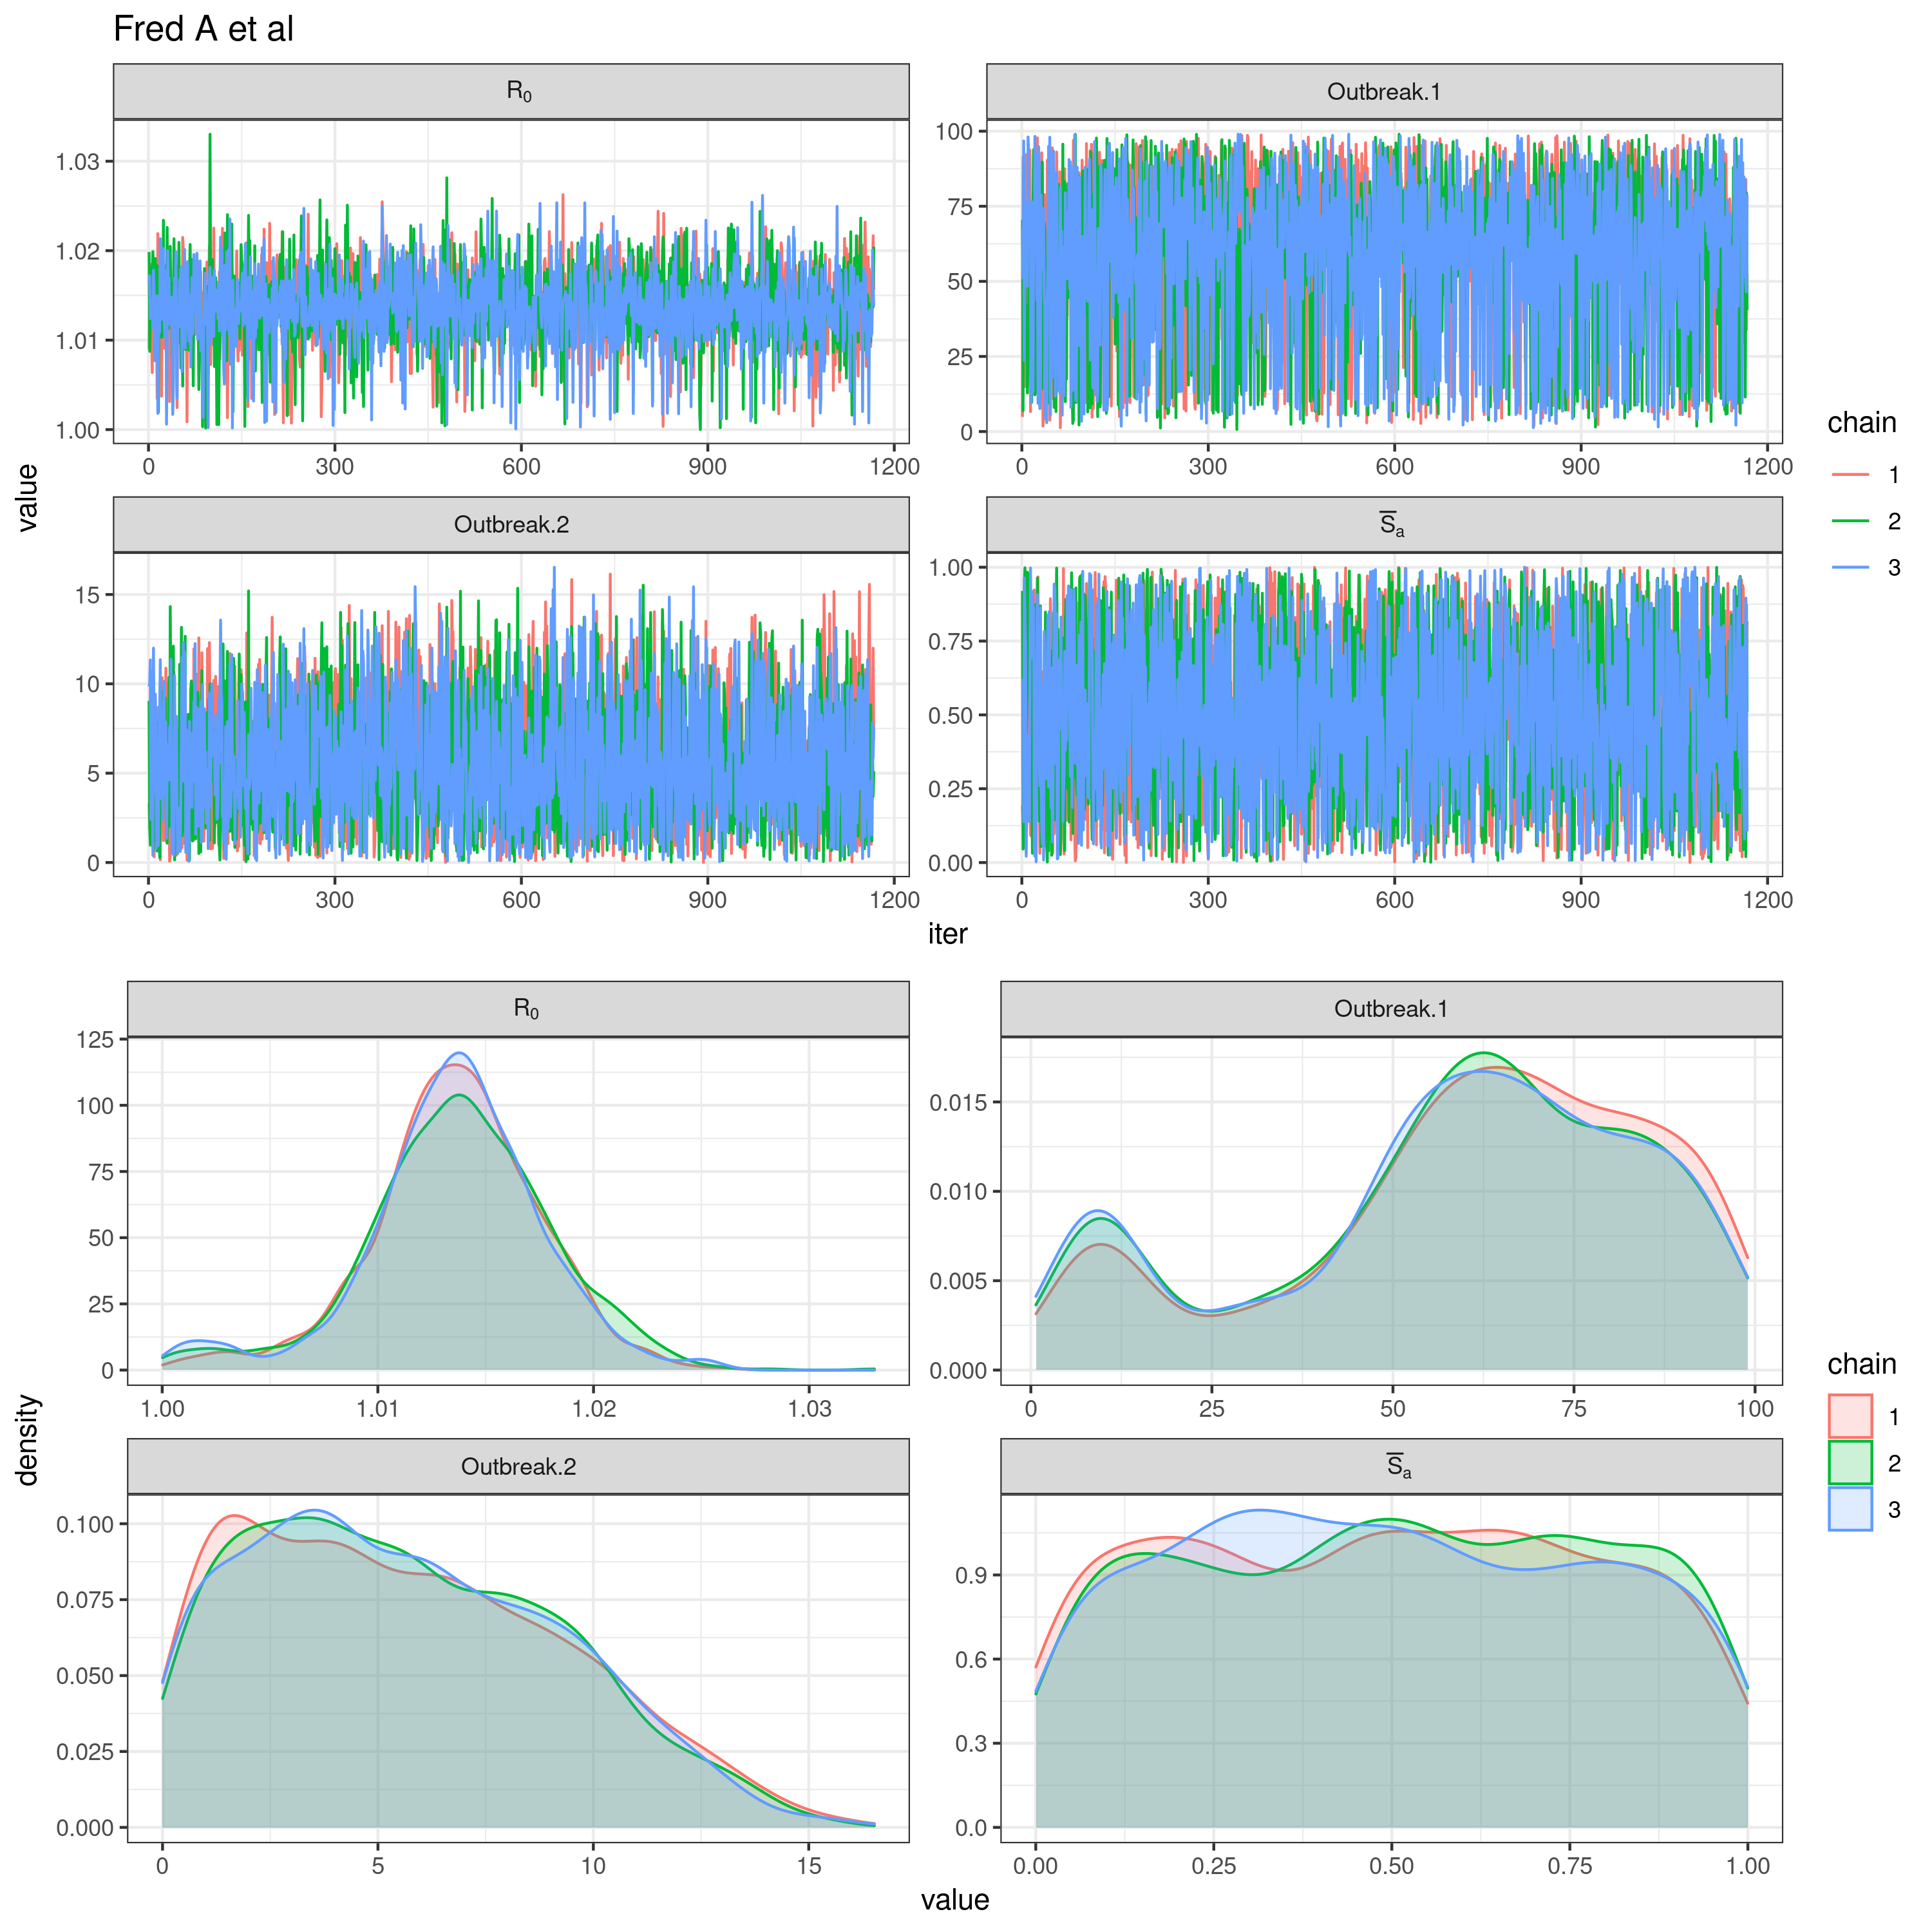 Fred A et al
R0
Outbreak.1
1.03
1.02
1.01
1.00
100
75
50
25
0
0 300 600 900 1200
0 300 600 900 1200
value
Outbreak.2
S̅a
15
10
5
0
1.00
0.75
0.50
0.25
0.00
0 300 600 900 1200
0 300 600 900 1200
iter
chain
1
2
3
R0
Outbreak.1
125
100
75
50
25
0
0.015
0.010
0.005
0.000
1.00 1.01 1.02 1.03
0 25 50 75 100
density
Outbreak.2
S̅a
0.100
0.075
0.050
0.025
0.000
0.9
0.6
0.3
0.0
0 5 10 15
0.00 0.25 0.50 0.75 1.00
value
chain
1
2
3